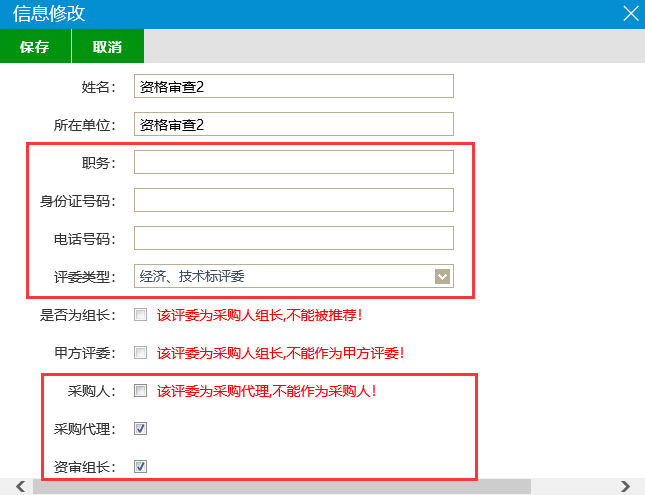 信息修改
保存 取消
姓名： 资格审查2
所在单位： 资格审查2
职务：
身份证号码：
电话号码：
评委类型： 经济、技术标评委
是否为组长： 该评委为采购人组长,不能被推荐！
甲方评委： 该评委为采购人组长,不能作为甲方评委！
采购人： 该评委为采购代理,不能作为采购人！
采购代理：
资审组长：